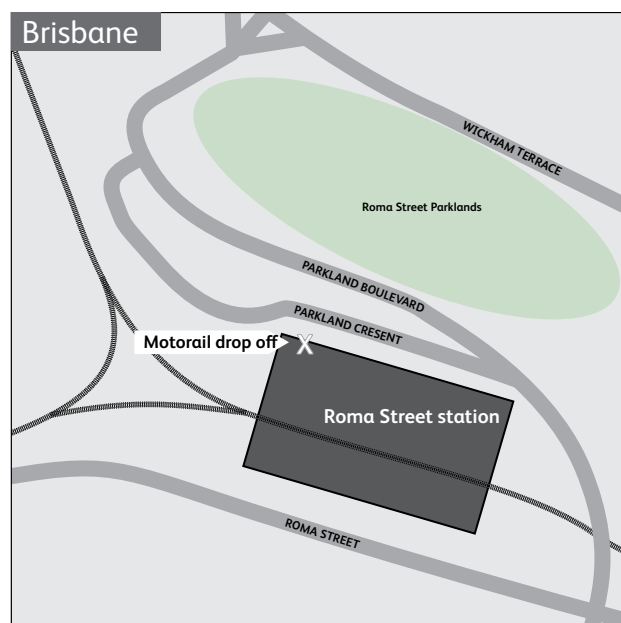 Brisbane
WICKHAM TERRACE
Roma Street Parklands
PARKLAND BOULEVARD
PARKLAND CRESENT
Motorail drop off
X
Roma Street station
ROMA STREET